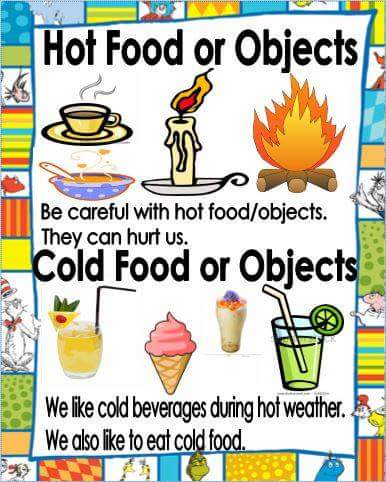 Hot Food or Objects
Be careful with hot food/objects.
They can hurt us.
Cold Food or Objects
We like cold beverages during hot weather.
We also like to eat cold food.